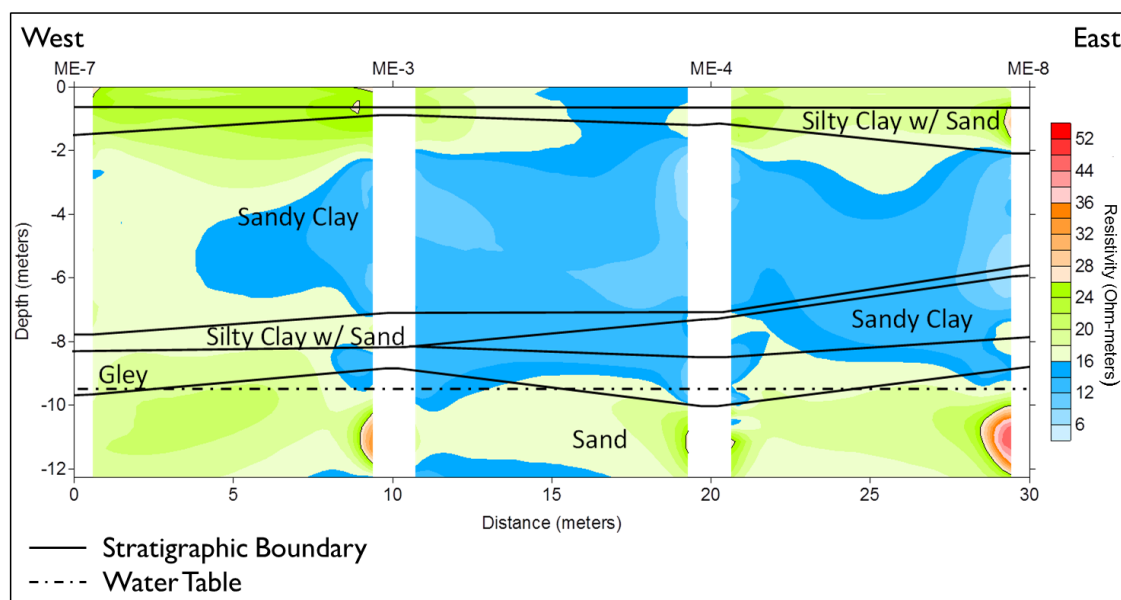 West
East
ME-7
ME-3
ME-4
ME-8
0
Silty Clay w/ Sand
-2
52
48
44
Sandy Clay
-4
40
36
32
28
-6
24
Sandy Clay
20
Silty Clay w/ Sand
-8
16
Gley
12
-10
6
Sand
-12
0
5
10
15
20
25
30
Depth (meters)
Resistivity (Ohm-meters)
Distance (meters)
Stratigraphic Boundary
Water Table